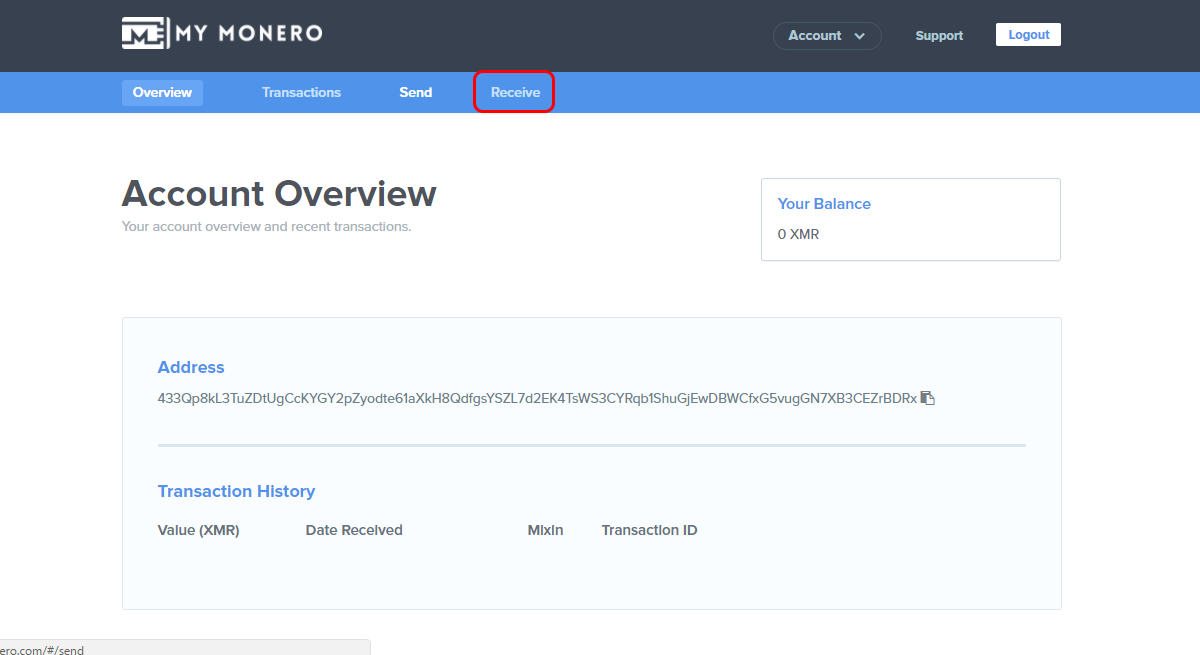 MY MONERO
Account
Support
Logout
Overview
Transactions
Send
Receive
Account Overview
Your account overview and recent transactions.
Your Balance
0 XMR
Address
433Qp8kL3TuZDtUgCcKYGY2pZyodte61aXkH8QdfgsYSZL7d2EK4TsWS3CYRqb1ShuGjEwDBWCfxG5vugGN7XB3CEZrBDRx
Transaction History
Value (XMR) Date Received MixIn Transaction ID
ero.com/#/send